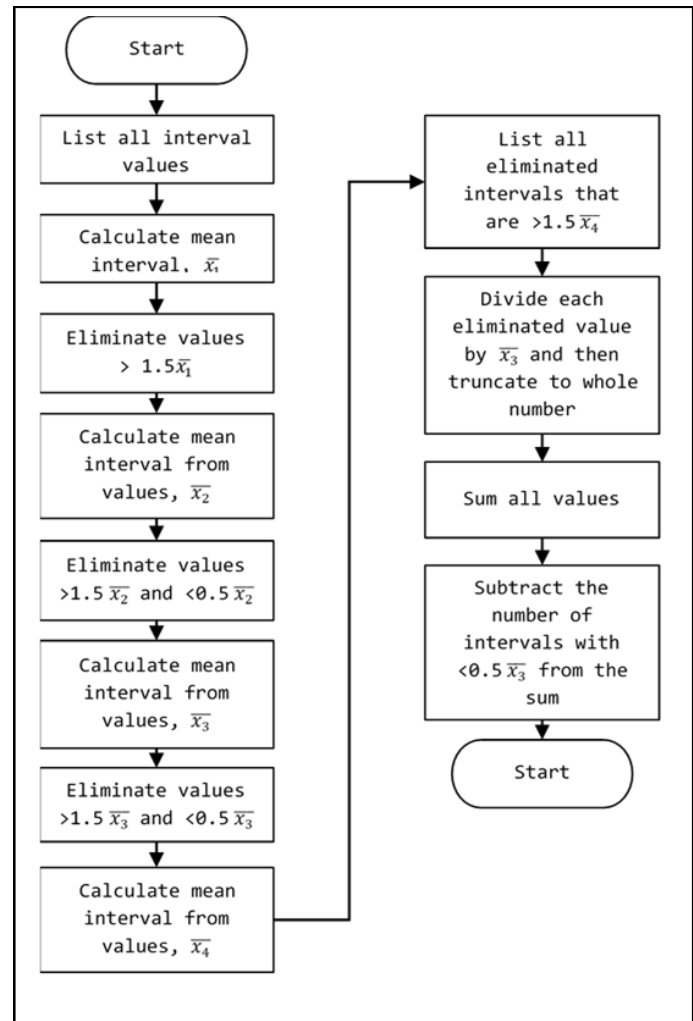 Start
List all interval
values
Calculate mean
interval, x̅₁
Eliminate values
> 1.5x̅₁
Calculate mean
interval from
values, x̅₂
Eliminate values
>1.5 x̅₂ and <0.5 x̅₂
Calculate mean
interval from
values, x̅₃
Eliminate values
>1.5 x̅₃ and <0.5 x̅₃
Calculate mean
interval from
values, x̅₄
List all
eliminated
intervals that
are >1.5 x̅₄
Divide each
eliminated value
by x̅₃ and then
truncate to whole
number
Sum all values
Subtract the
number of
intervals with
<0.5 x̅₃ from the
sum
Start